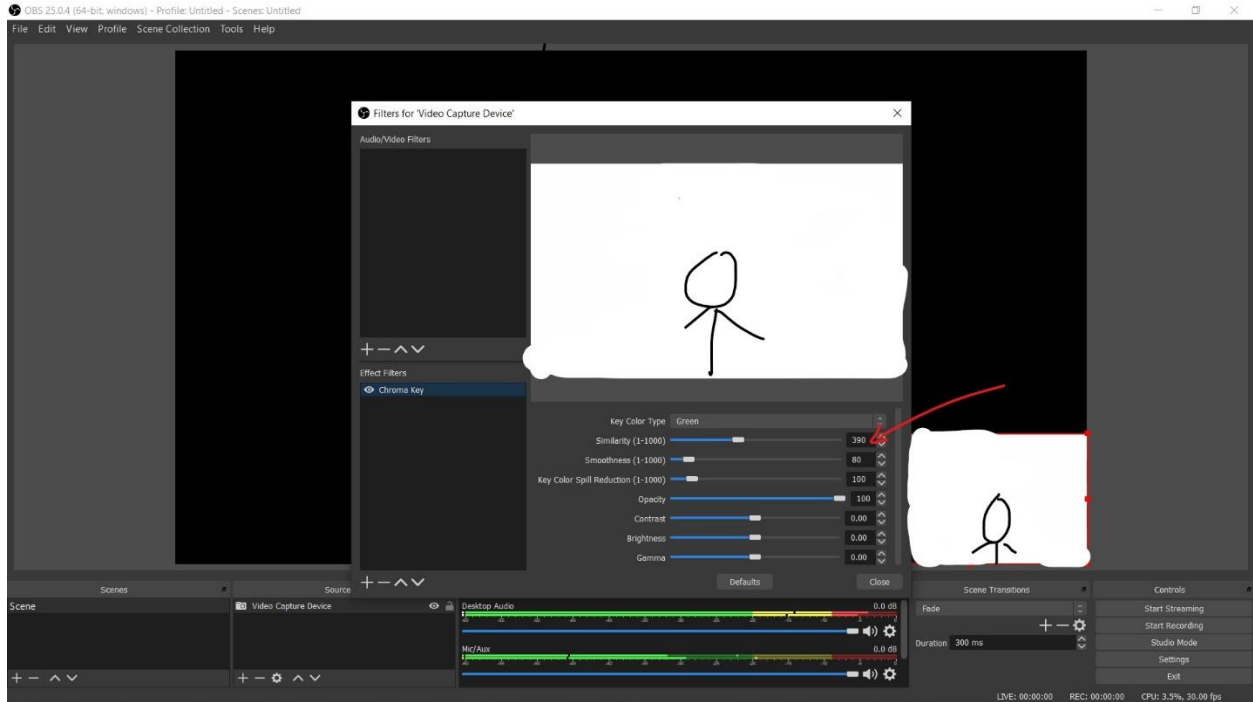 OBS 25.0.4 (64-bit, windows) - Profile: Untitled - Scenes: Untitled
File Edit View Profile Scene Collection Tools Help
Filters for 'Video Capture Device'
Audio/Video Filters
Effect Filters
Chroma Key
Key Color Type Green
Similarity (1-1000) 390
Smoothness (1-1000) 80
Key Color Spill Reduction (1-1000) 100
Opacity 100
Contrast 0.00
Brightness 0.00
Gamma 0.00
Defaults Close
Scenes
Scene
Source
Video Capture Device
Desktop Audio 0.0 dB
Mic/Aux 0.0 dB
Scene Transitions
Fade
Duration 300 ms
Controls
Start Streaming
Start Recording
Studio Mode
Settings
Exit
LIVE: 00:00:00 REC: 00:00:00 CPU: 3.5%, 30.00 fps